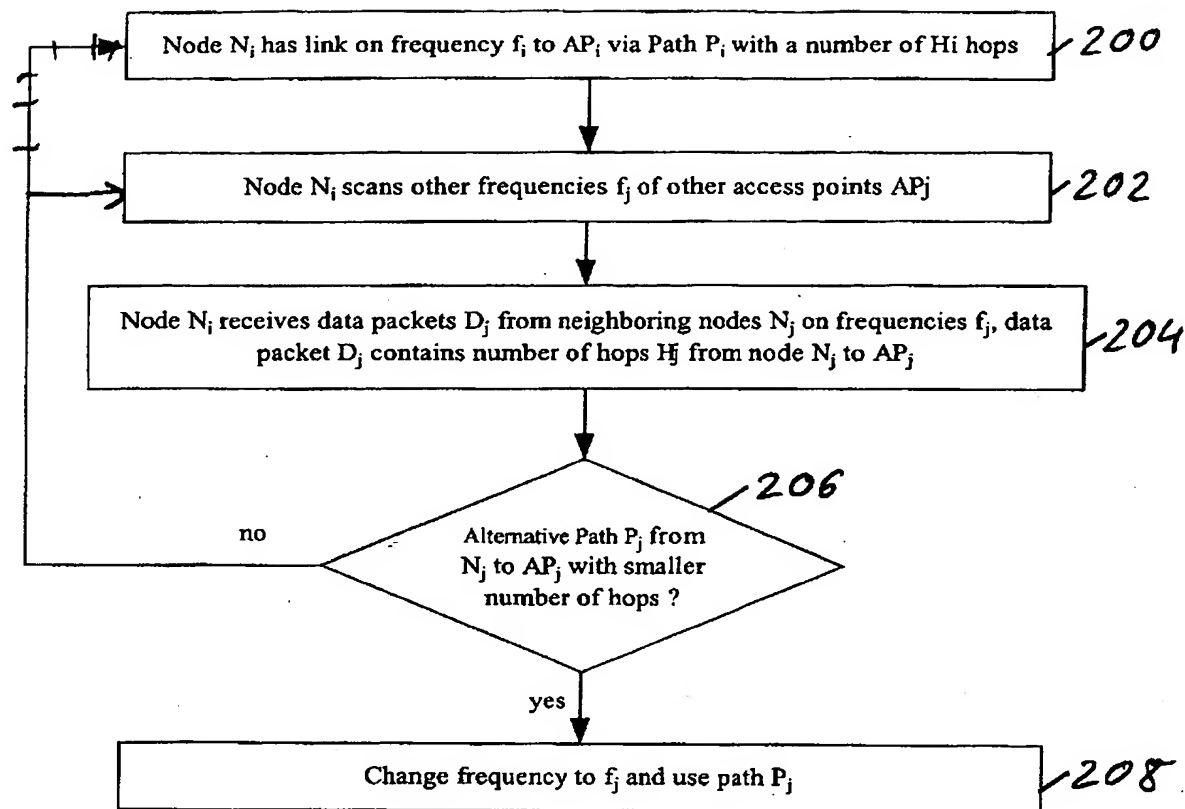 Node Nᵢ has link on frequency fᵢ to APᵢ via Path Pᵢ with a number of Hi hops
200
Node Nᵢ scans other frequencies fⱼ of other access points APj
202
Node Nᵢ receives data packets Dⱼ from neighboring nodes Nⱼ on frequencies fⱼ, data
packet Dⱼ contains number of hops Hj from node Nⱼ to APⱼ
204
206
no
Alternative Path Pⱼ from
Nⱼ to APⱼ with smaller
number of hops ?
yes
Change frequency to fⱼ and use path Pⱼ
208